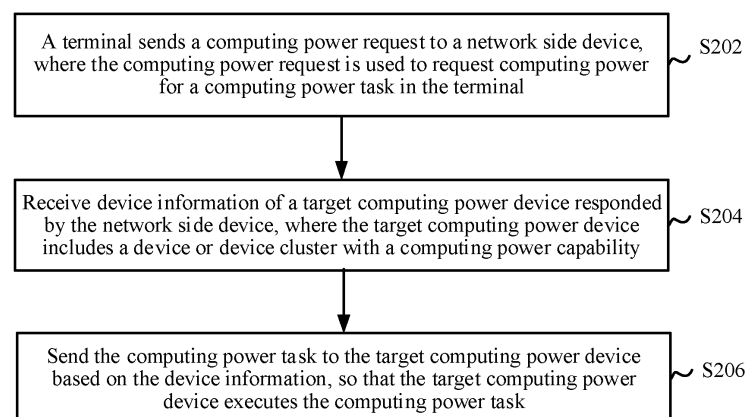 A terminal sends a computing power request to a network side device,
where the computing power request is used to request computing power
for a computing power task in the terminal
S202
Receive device information of a target computing power device responded
by the network side device, where the target computing power device
includes a device or device cluster with a computing power capability
S204
Send the computing power task to the target computing power device
based on the device information, so that the target computing power
device executes the computing power task
S206